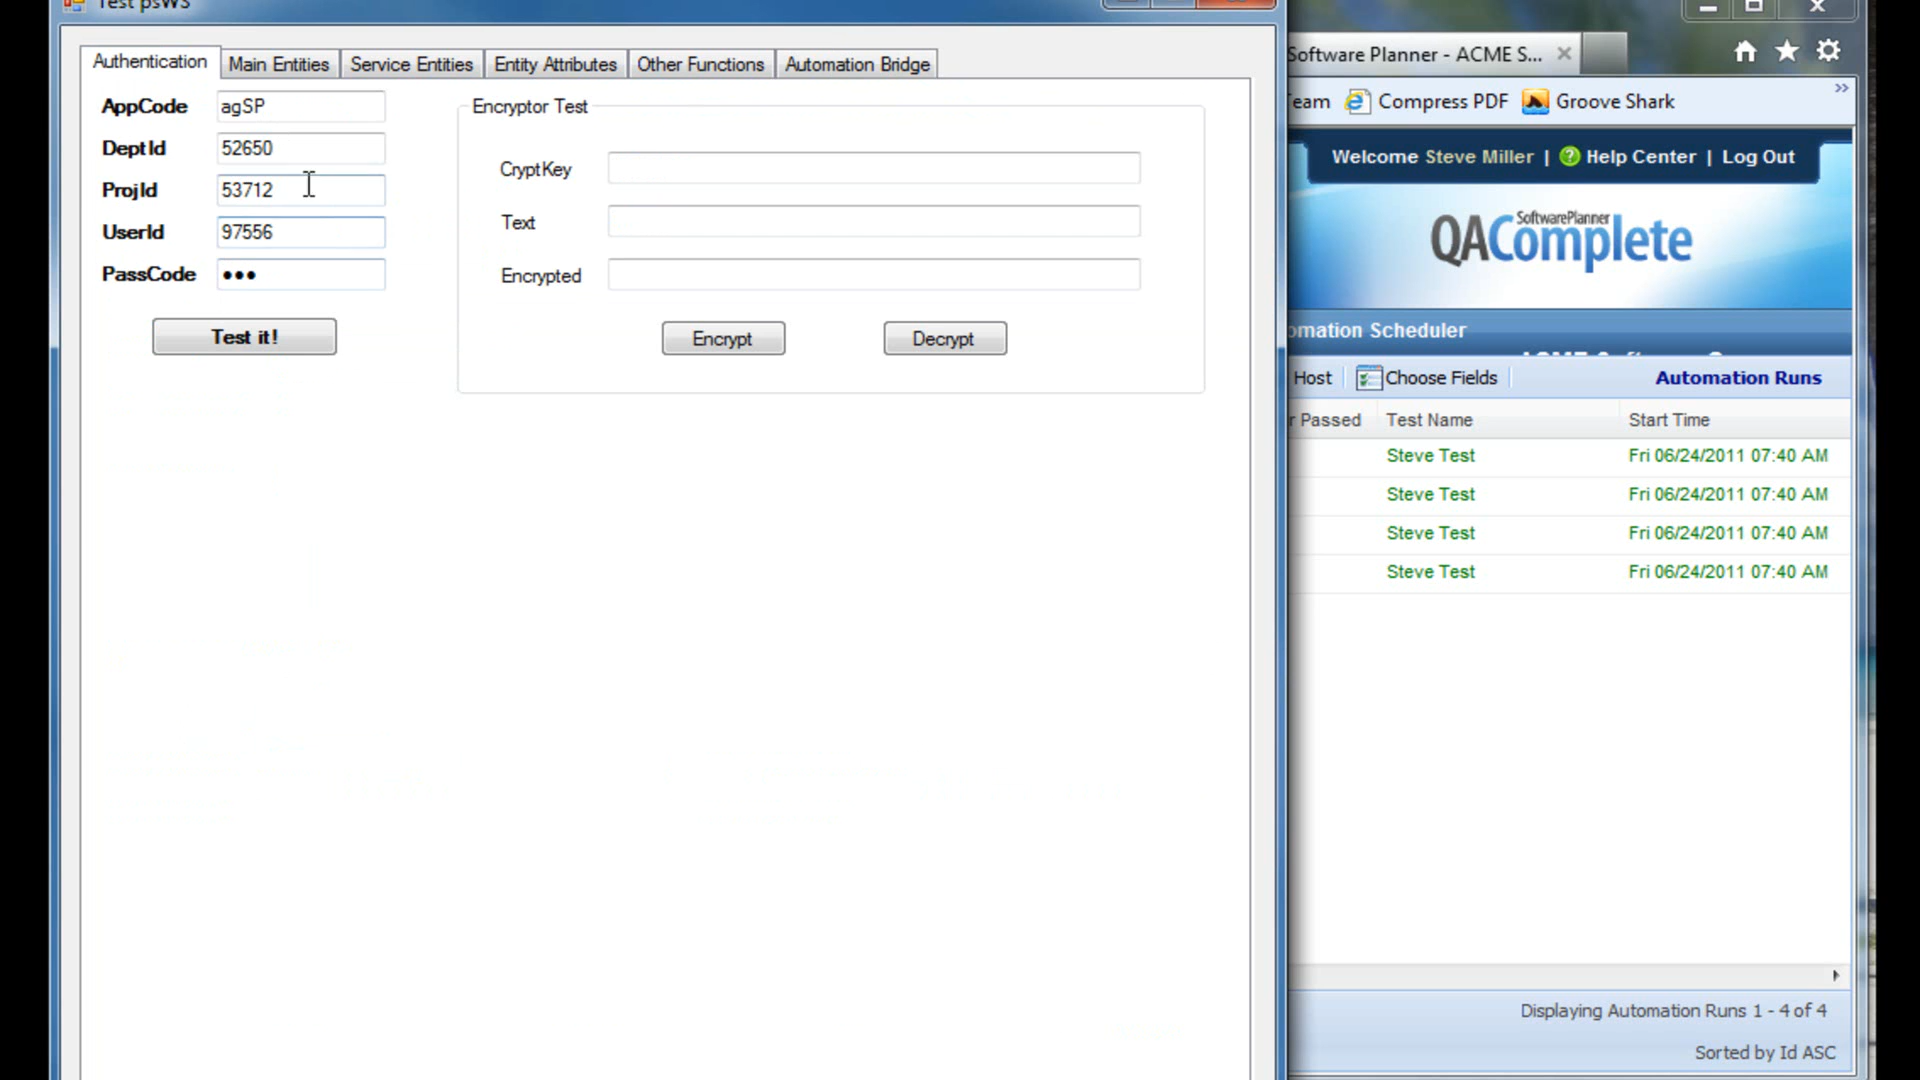 Test psWS
Authentication
Main Entities
Service Entities
Entity Attributes
Other Functions
Automation Bridge
AppCode agSP
DeptId 52650
ProjId 53712
UserId 97556
PassCode •••
Test it!
Encryptor Test
CryptKey
Text
Encrypted
Encrypt
Decrypt
Software Planner - ACME S...
Team
Compress PDF
Groove Shark
Welcome Steve Miller | Help Center | Log Out
SoftwarePlanner
QAComplete
omation Scheduler
Host
Choose Fields
Automation Runs
r Passed Test Name Start Time
Steve Test Fri 06/24/2011 07:40 AM
Steve Test Fri 06/24/2011 07:40 AM
Steve Test Fri 06/24/2011 07:40 AM
Steve Test Fri 06/24/2011 07:40 AM
Displaying Automation Runs 1 - 4 of 4
Sorted by Id ASC